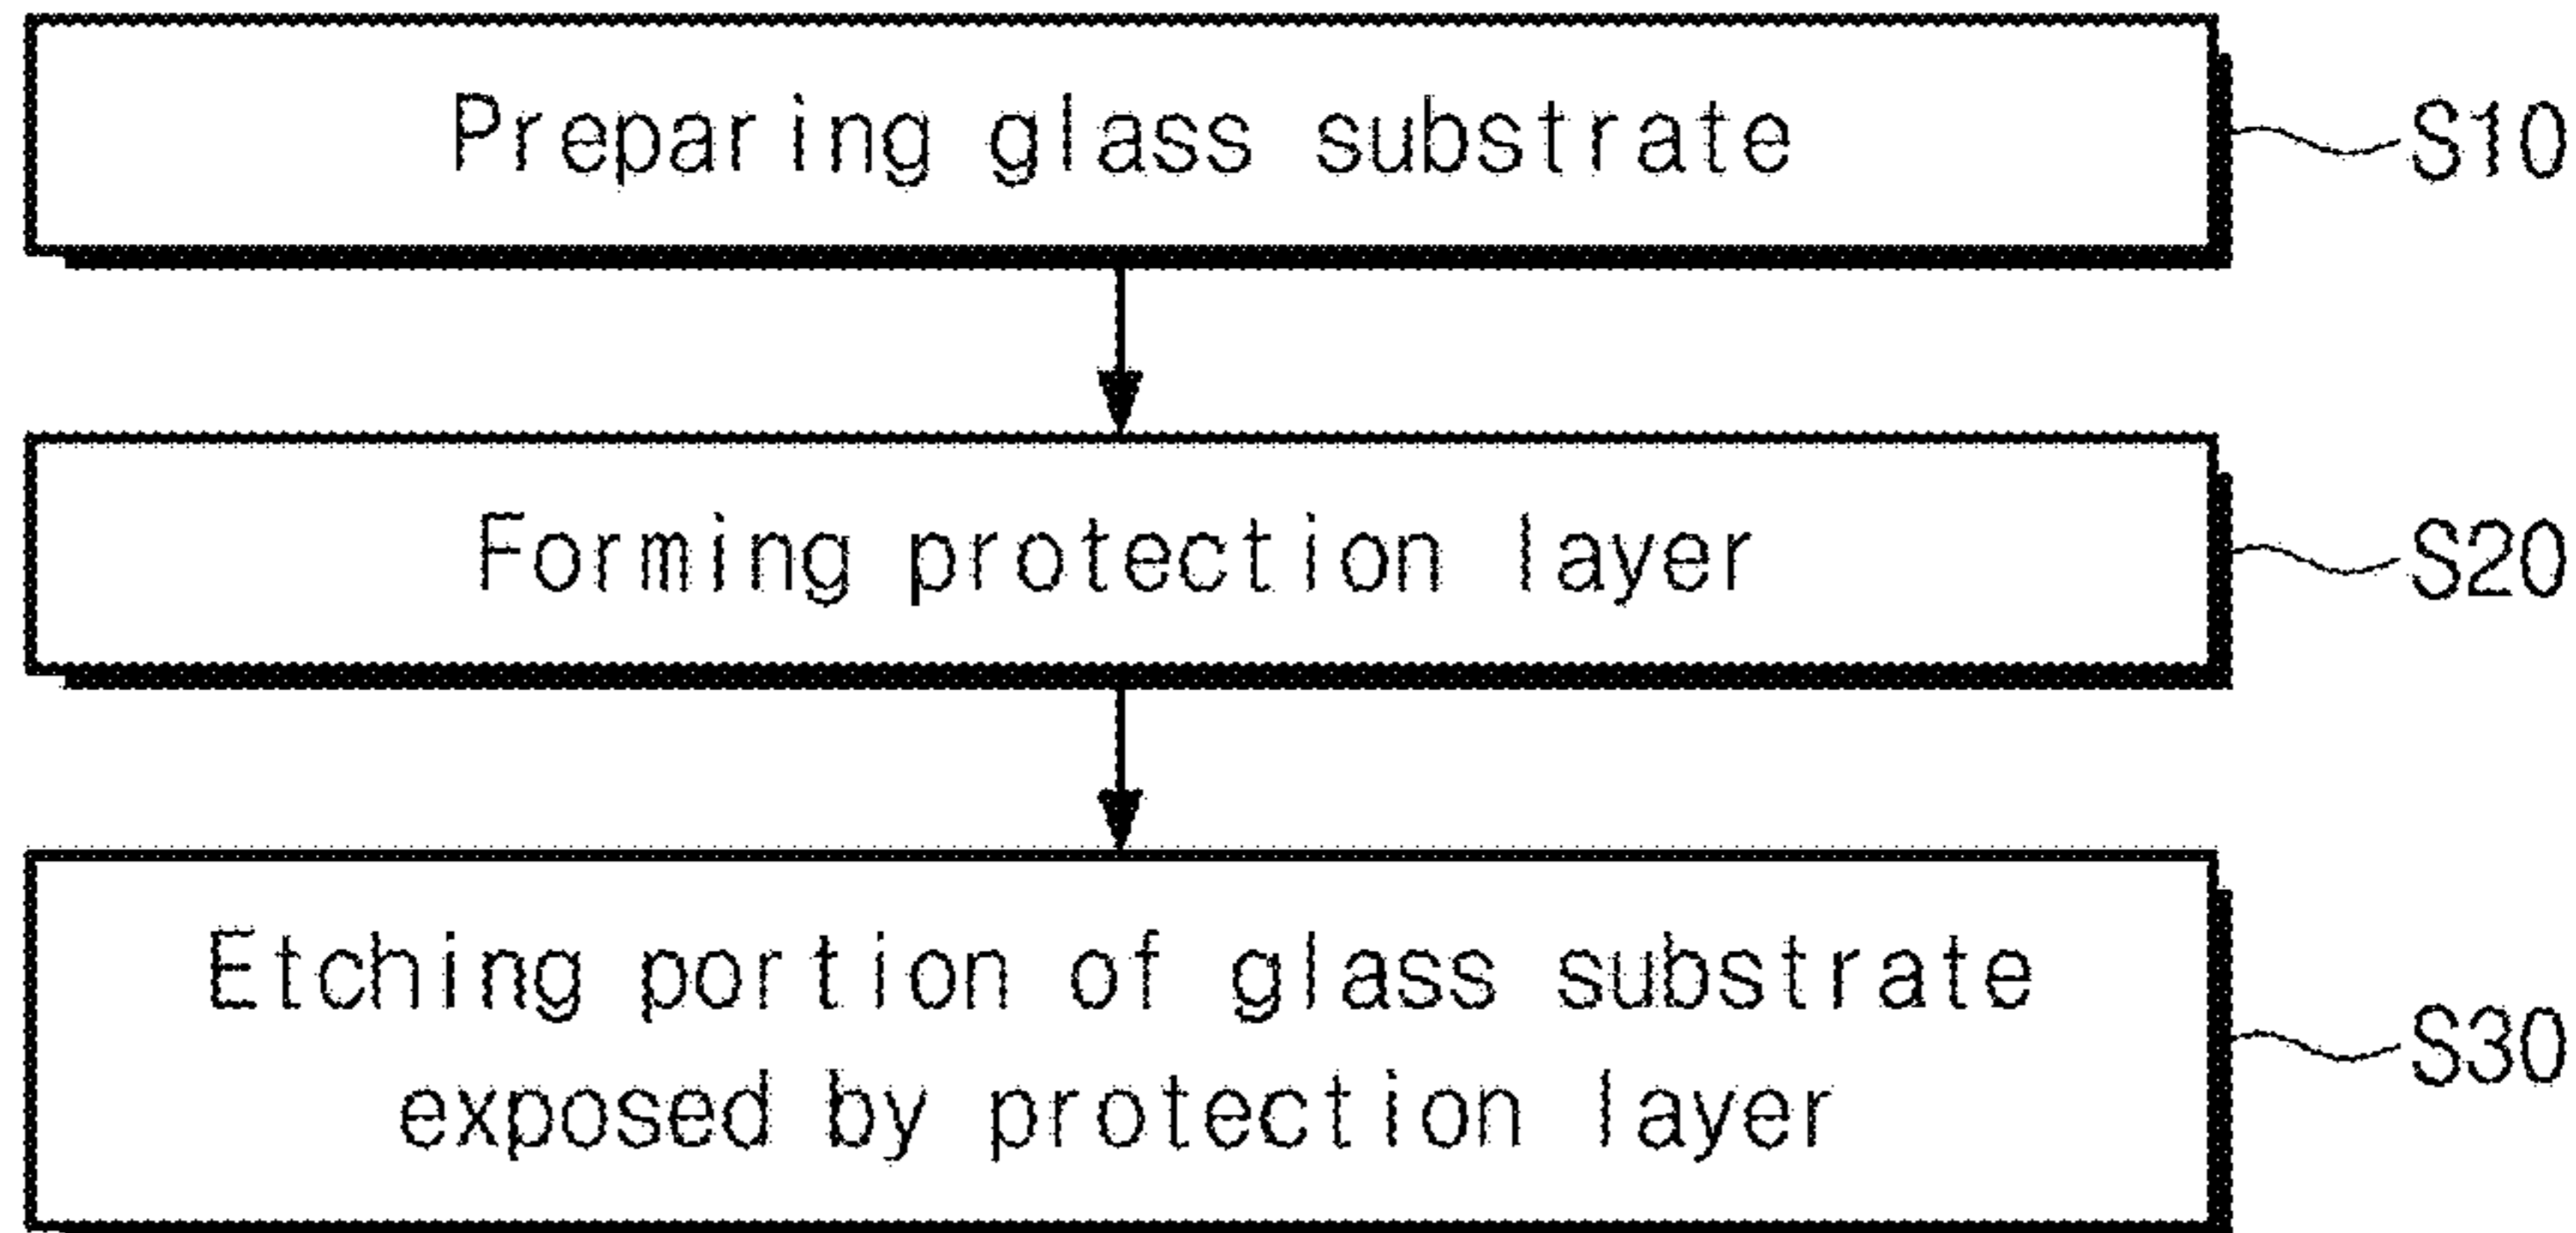 Preparing glass substrate
S10
Forming protection layer
S20
Etching portion of glass substrate
exposed by protection layer
S30